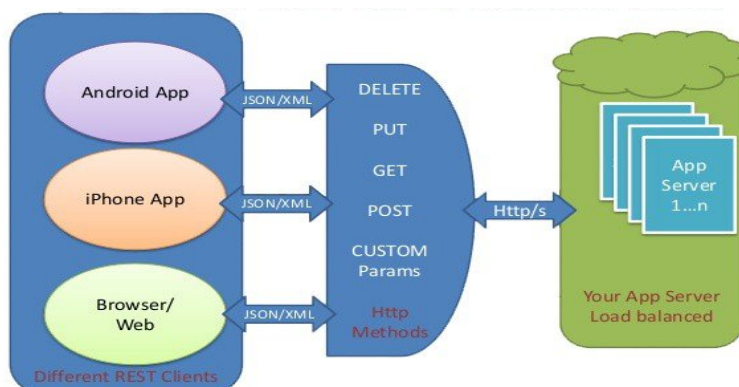 Android App
iPhone App
Browser/
Web
Different REST Clients
JSON/XML
JSON/XML
JSON/XML
DELETE
PUT
GET
POST
CUSTOM
Params
Http
Methods
Http/s
App
Server
1...n
Your App Server
Load balanced